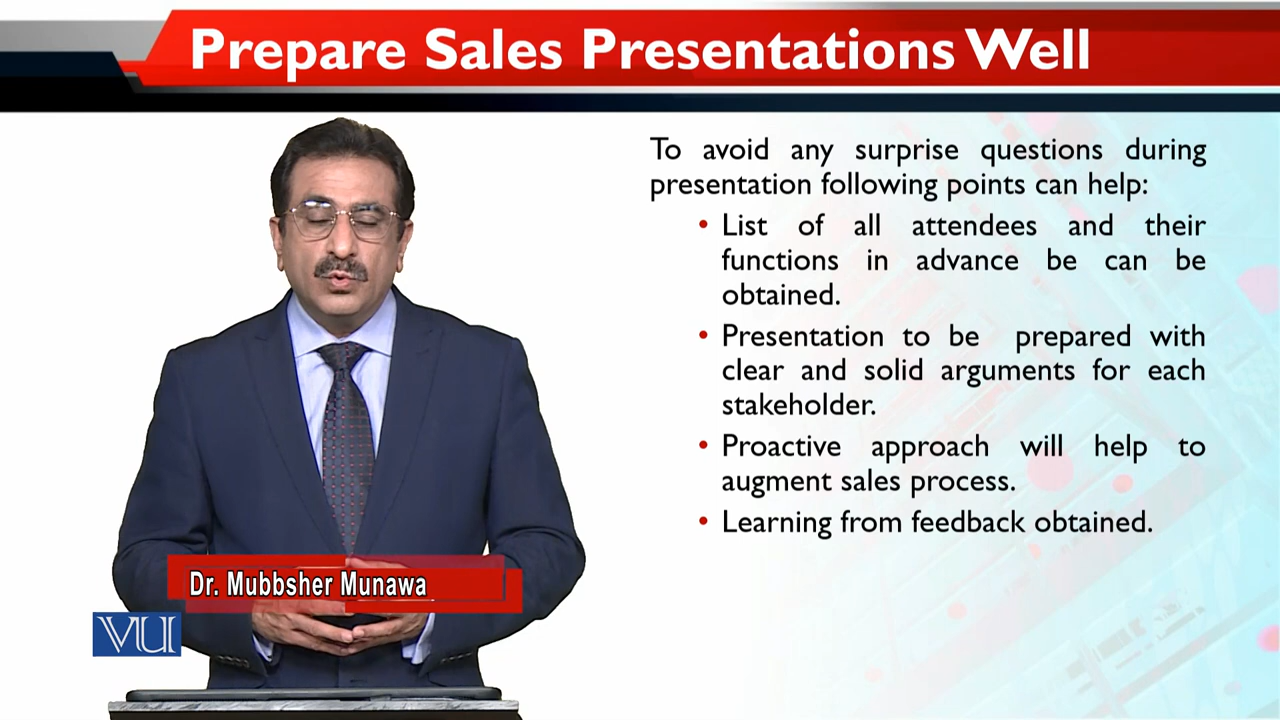 Prepare Sales Presentations Well
To avoid any surprise questions during
presentation following points can help:
• List of all attendees and their
functions in advance be can be
obtained.
• Presentation to be prepared with
clear and solid arguments for each
stakeholder.
• Proactive approach will help to
augment sales process.
• Learning from feedback obtained.
Dr. Mubbsher Munawa
VU